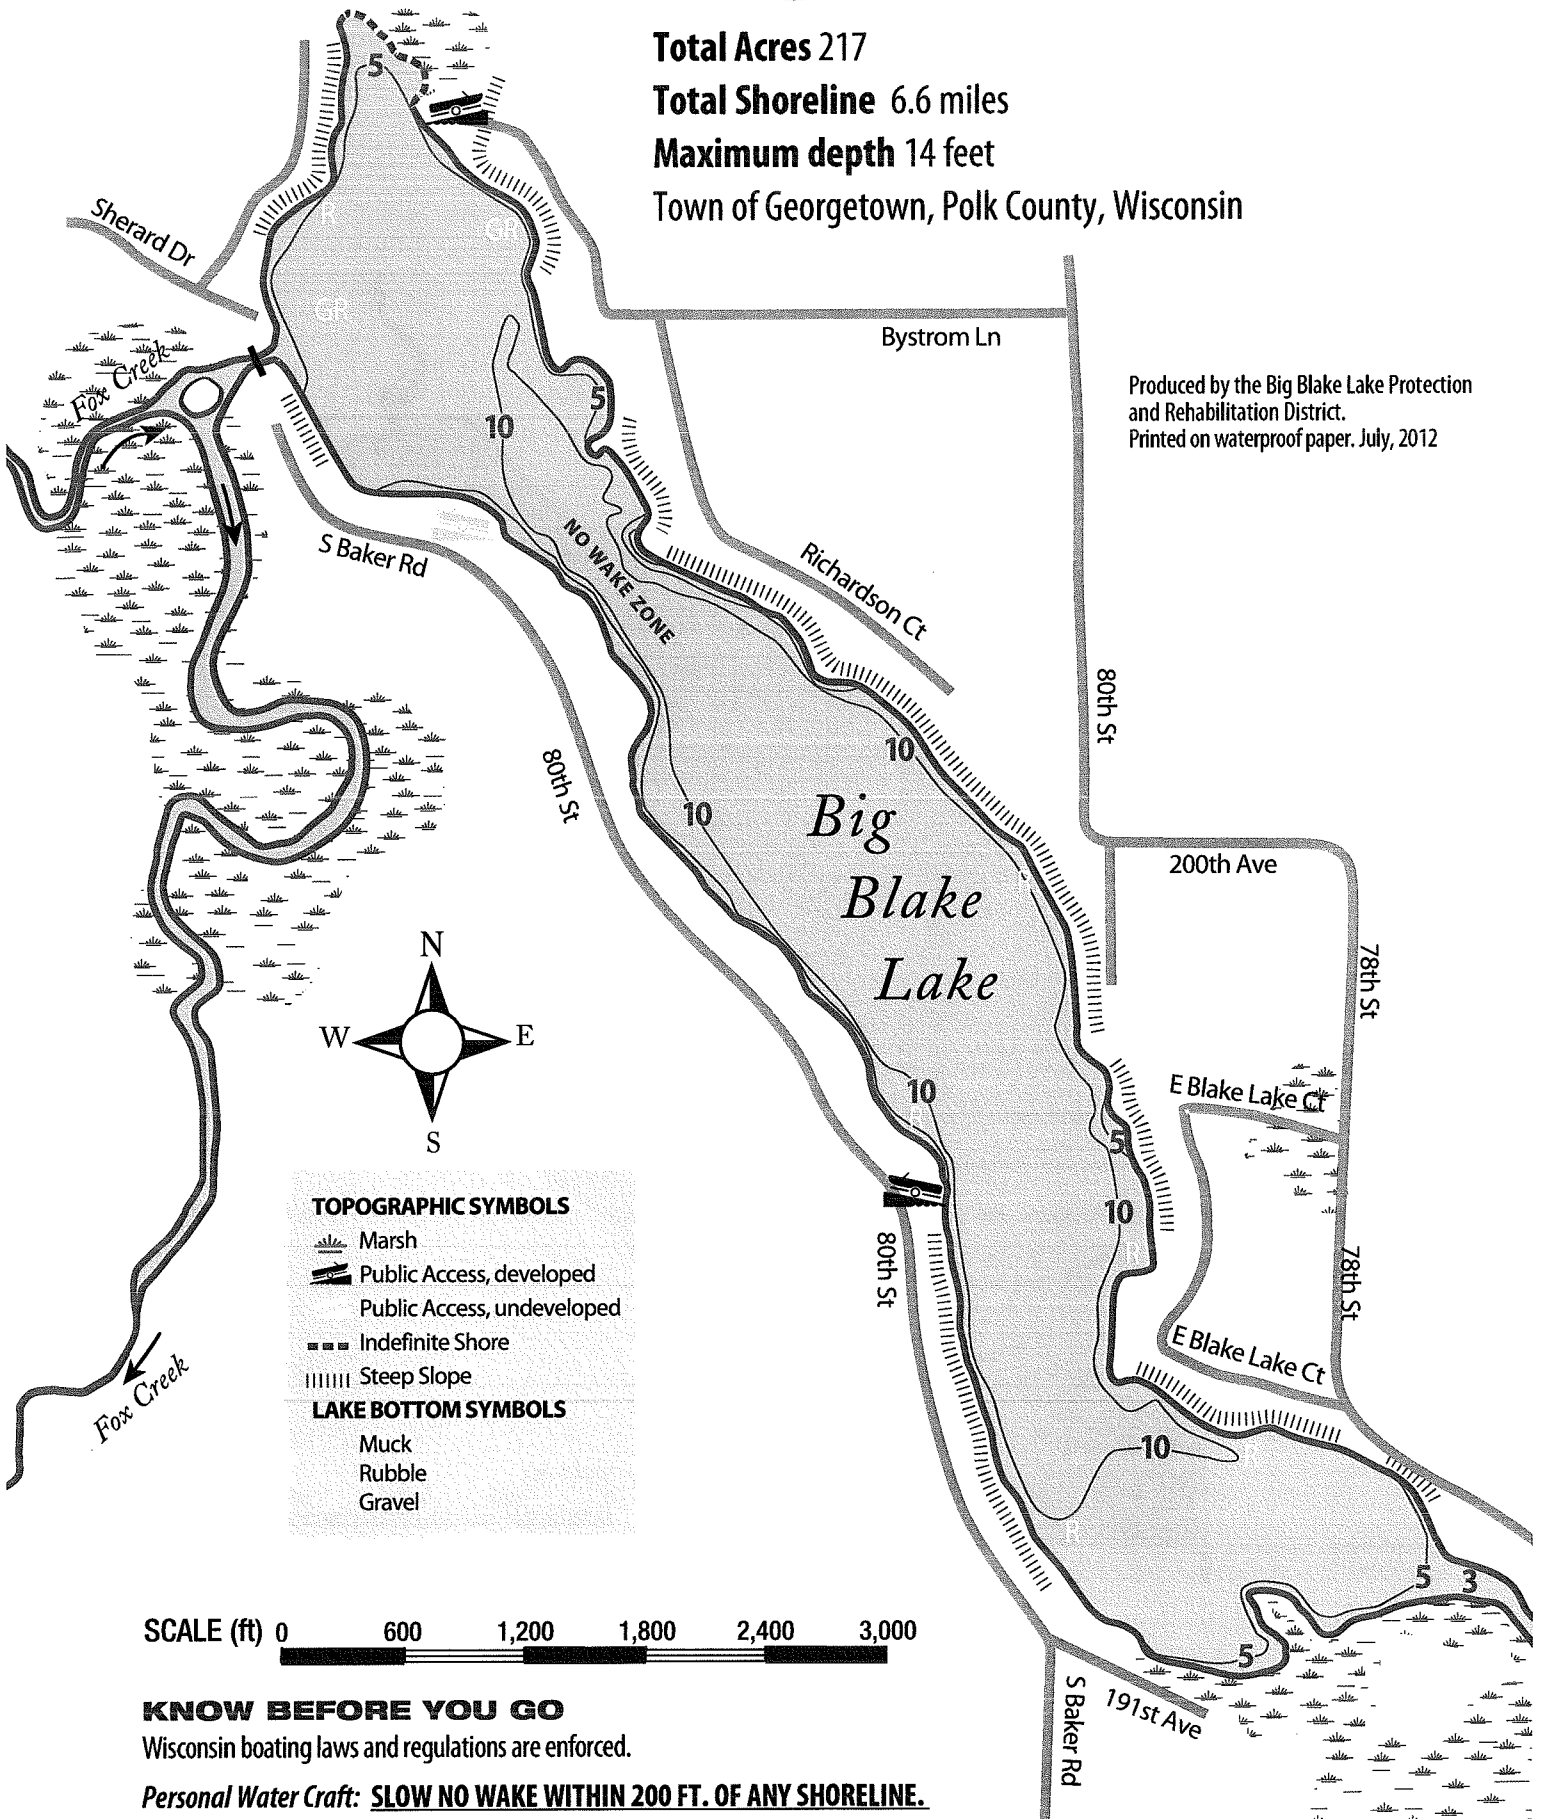 Total Acres 217
Total Shoreline 6.6 miles
Maximum depth 14 feet
Town of Georgetown, Polk County, Wisconsin
5
R
GR
GR
Sherard Dr
Fox Creek
Bystrom Ln
Produced by the Big Blake Lake Protection
and Rehabilitation District.
Printed on waterproof paper. July, 2012
5
10
NO WAKE ZONE
S Baker Rd
Richardson Ct
80th St
80th St
10
10
Big
Blake
Lake
200th Ave
78th St
N
W
E
S
10
E Blake Lake Ct
5
10
R
80th St
78th St
E Blake Lake Ct
TOPOGRAPHIC SYMBOLS
Marsh
Public Access, developed
Public Access, undeveloped
Indefinite Shore
Steep Slope
LAKE BOTTOM SYMBOLS
Muck
Rubble
Gravel
Fox Creek
10
R
R
5
3
5
S Baker Rd
191st Ave
SCALE (ft) 0 600 1,200 1,800 2,400 3,000
KNOW BEFORE YOU GO
Wisconsin boating laws and regulations are enforced.
Personal Water Craft: SLOW NO WAKE WITHIN 200 FT. OF ANY SHORELINE.